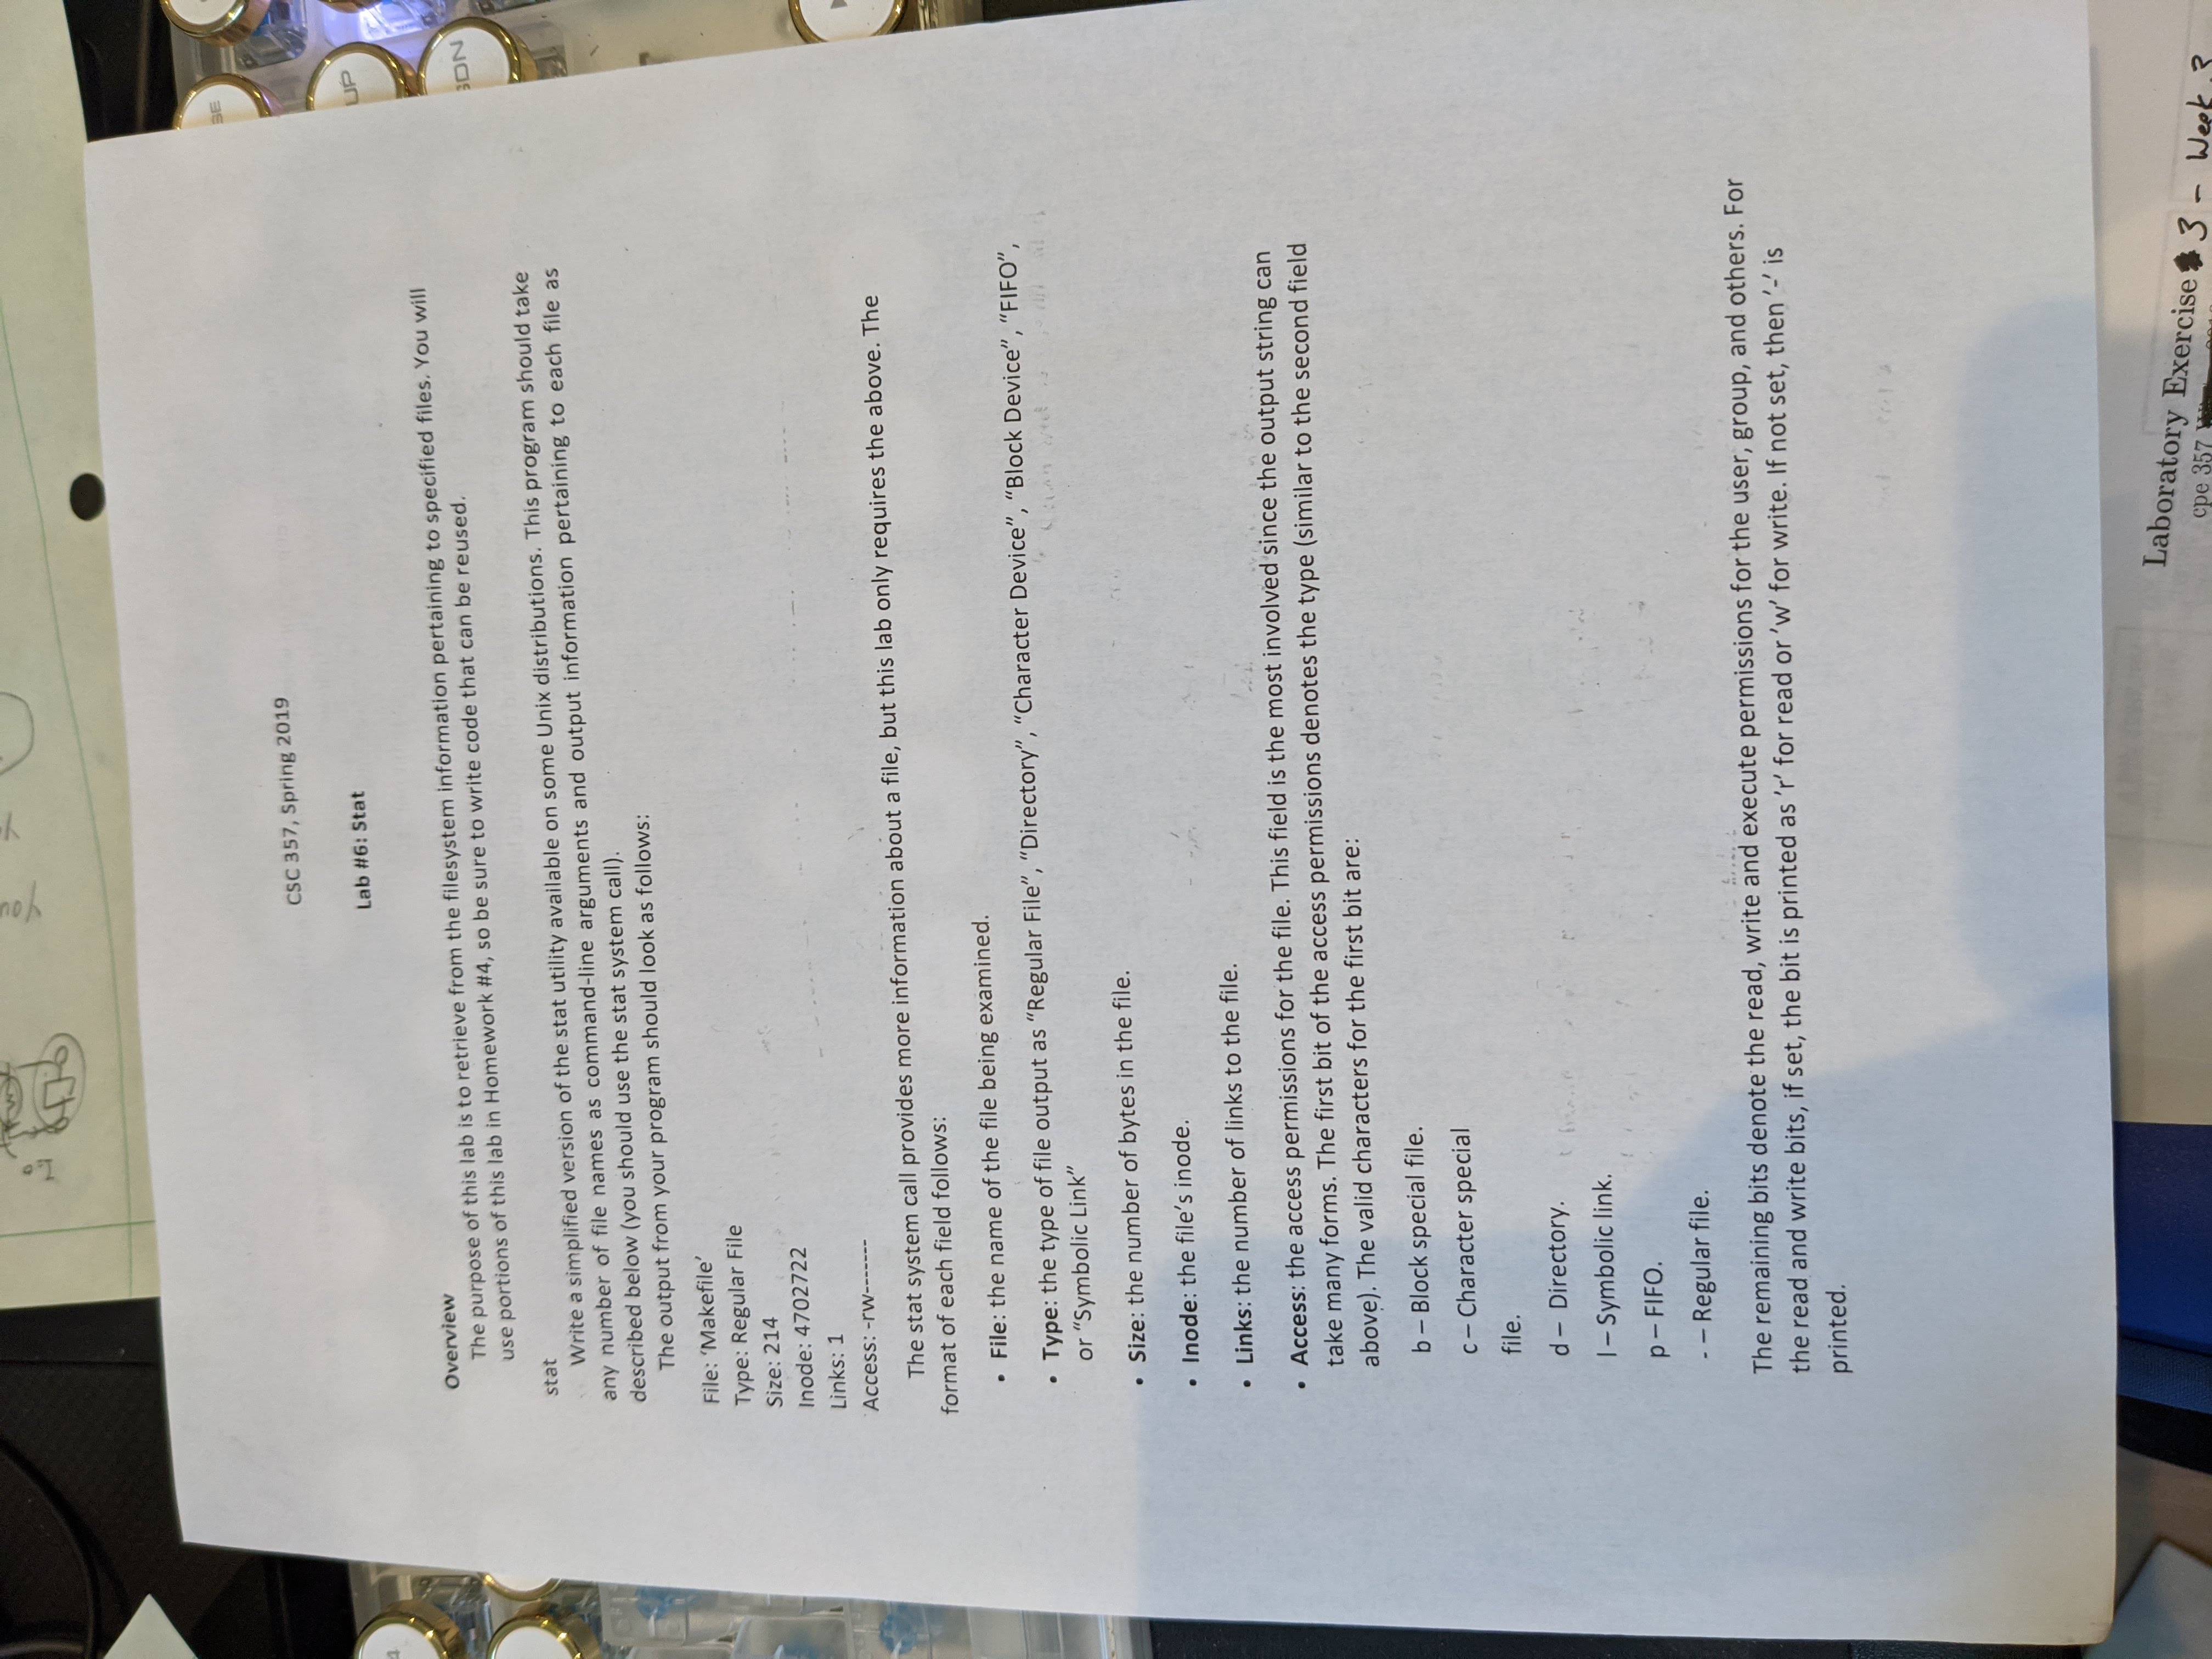 CSC 357, Spring 2019
Lab #6: Stat
Overview
The purpose of this lab is to retrieve from the filesystem information pertaining to specified files. You will
use portions of this lab in Homework #4, so be sure to write code that can be reused.
stat
Write a simplified version of the stat utility available on some Unix distributions. This program should take
any number of file names as command-line arguments and output information pertaining to each file as
described below (you should use the stat system call).
The output from your program should look as follows:
File: ‘Makefile’
Type: Regular File
Size: 214
Inode: 4702722
Links: 1
Access: -rw-------
The stat system call provides more information about a file, but this lab only requires the above. The
format of each field follows:
• File: the name of the file being examined.
• Type: the type of file output as “Regular File”, “Directory”, “Character Device”, “Block Device”, “FIFO”,
or “Symbolic Link”
• Size: the number of bytes in the file.
• Inode: the file’s inode.
• Links: the number of links to the file.
• Access: the access permissions for the file. This field is the most involved since the output string can
take many forms. The first bit of the access permissions denotes the type (similar to the second field
above). The valid characters for the first bit are:
b – Block special file.
c – Character special
file.
d – Directory.
l – Symbolic link.
p – FIFO.
- – Regular file.
The remaining bits denote the read, write and execute permissions for the user, group, and others. For
the read and write bits, if set, the bit is printed as ‘r’ for read or ‘w’ for write. If not set, then ‘-’ is
printed.
Laboratory Exercise 3 – Week 3
cpe 357
UP